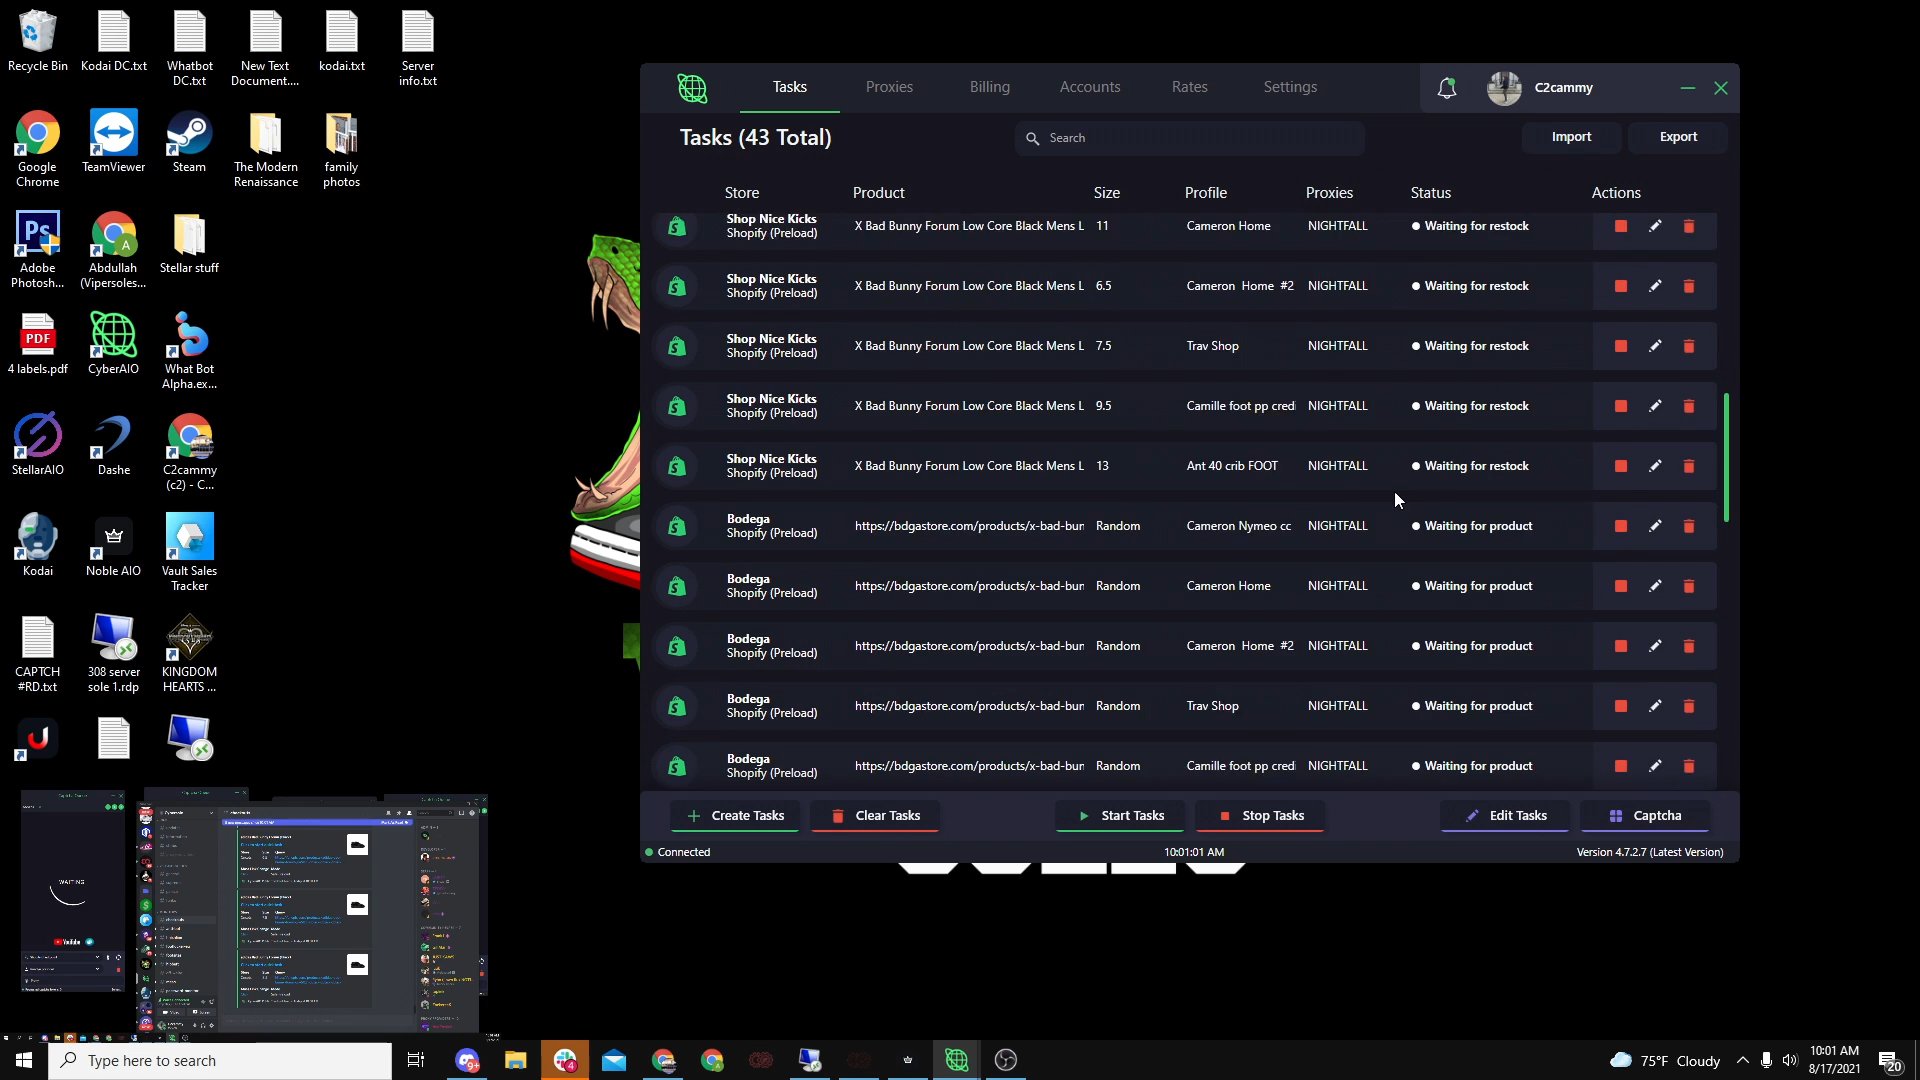 Recycle Bin
Kodai DC.txt
Whatbot
DC.txt
New Text
Document....
kodai.txt
Server
info.txt
Google
Chrome
TeamViewer
Steam
The Modern
Renaissance
family
photos
Adobe
Photosh...
Abdullah
(Vipersoles...
Stellar stuff
4 labels.pdf
CyberAIO
What Bot
Alpha.ex...
StellarAIO
Dashe
C2cammy
(c2) - C...
Kodai
Noble AIO
Vault Sales
Tracker
CAPTCH
#RD.txt
308 server
sole 1.rdp
KINGDOM
HEARTS ...
Tasks
Proxies
Billing
Accounts
Rates
Settings
C2cammy
Tasks (43 Total)
Search
Import
Export
Store Product Size Profile Proxies Status Actions
Shop Nice Kicks
Shopify (Preload)
X Bad Bunny Forum Low Core Black Mens L 11 Cameron Home NIGHTFALL Waiting for restock
Shop Nice Kicks
Shopify (Preload)
X Bad Bunny Forum Low Core Black Mens L 6.5 Cameron Home #2 NIGHTFALL Waiting for restock
Shop Nice Kicks
Shopify (Preload)
X Bad Bunny Forum Low Core Black Mens L 7.5 Trav Shop NIGHTFALL Waiting for restock
Shop Nice Kicks
Shopify (Preload)
X Bad Bunny Forum Low Core Black Mens L 9.5 Camille foot pp credi NIGHTFALL Waiting for restock
Shop Nice Kicks
Shopify (Preload)
X Bad Bunny Forum Low Core Black Mens L 13 Ant 40 crib FOOT NIGHTFALL Waiting for restock
Bodega
Shopify (Preload)
https://bdgastore.com/products/x-bad-bur Random Cameron Nymeo cc NIGHTFALL Waiting for product
Bodega
Shopify (Preload)
https://bdgastore.com/products/x-bad-bur Random Cameron Home NIGHTFALL Waiting for product
Bodega
Shopify (Preload)
https://bdgastore.com/products/x-bad-bur Random Cameron Home #2 NIGHTFALL Waiting for product
Bodega
Shopify (Preload)
https://bdgastore.com/products/x-bad-bur Random Trav Shop NIGHTFALL Waiting for product
Bodega
Shopify (Preload)
https://bdgastore.com/products/x-bad-bur Random Camille foot pp credi NIGHTFALL Waiting for product
Create Tasks
Clear Tasks
Start Tasks
Stop Tasks
Edit Tasks
Captcha
Connected
10:01:01 AM
Version 4.7.2.7 (Latest Version)
WAITING
YouTube
Type here to search
75°F Cloudy
10:01 AM
8/17/2021
20